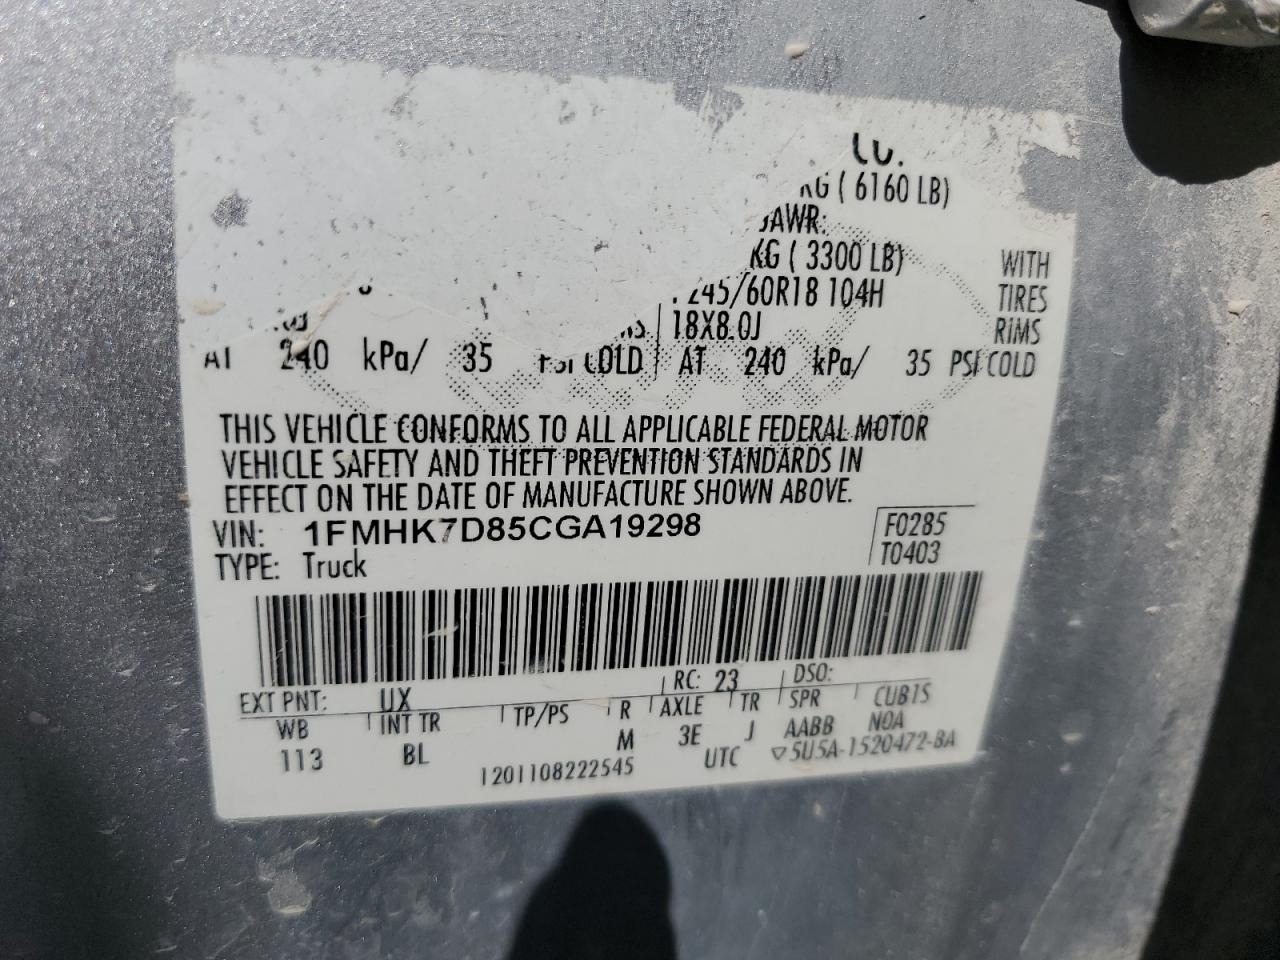 CO.
KG ( 6160 LB)
KG ( 3300 LB) WITH
245/60R18 104H TIRES
18X8.0J RIMS
AT 240 kPa/ 35 PSI COLD AT 240 kPa/ 35 PSI COLD
THIS VEHICLE CONFORMS TO ALL APPLICABLE FEDERAL MOTOR
VEHICLE SAFETY AND THEFT PREVENTION STANDARDS IN
EFFECT ON THE DATE OF MANUFACTURE SHOWN ABOVE.
VIN: 1FMHK7D85CGA19298 F0285
TYPE: Truck T0403
EXT PNT: UX RC: 23 DSO:
WB INT TR TP/PS R AXLE TR SPR CUB1S
113 BL M 3E J AABB N0A
1201108222545 UTC ▽5U5A-1520472-BA